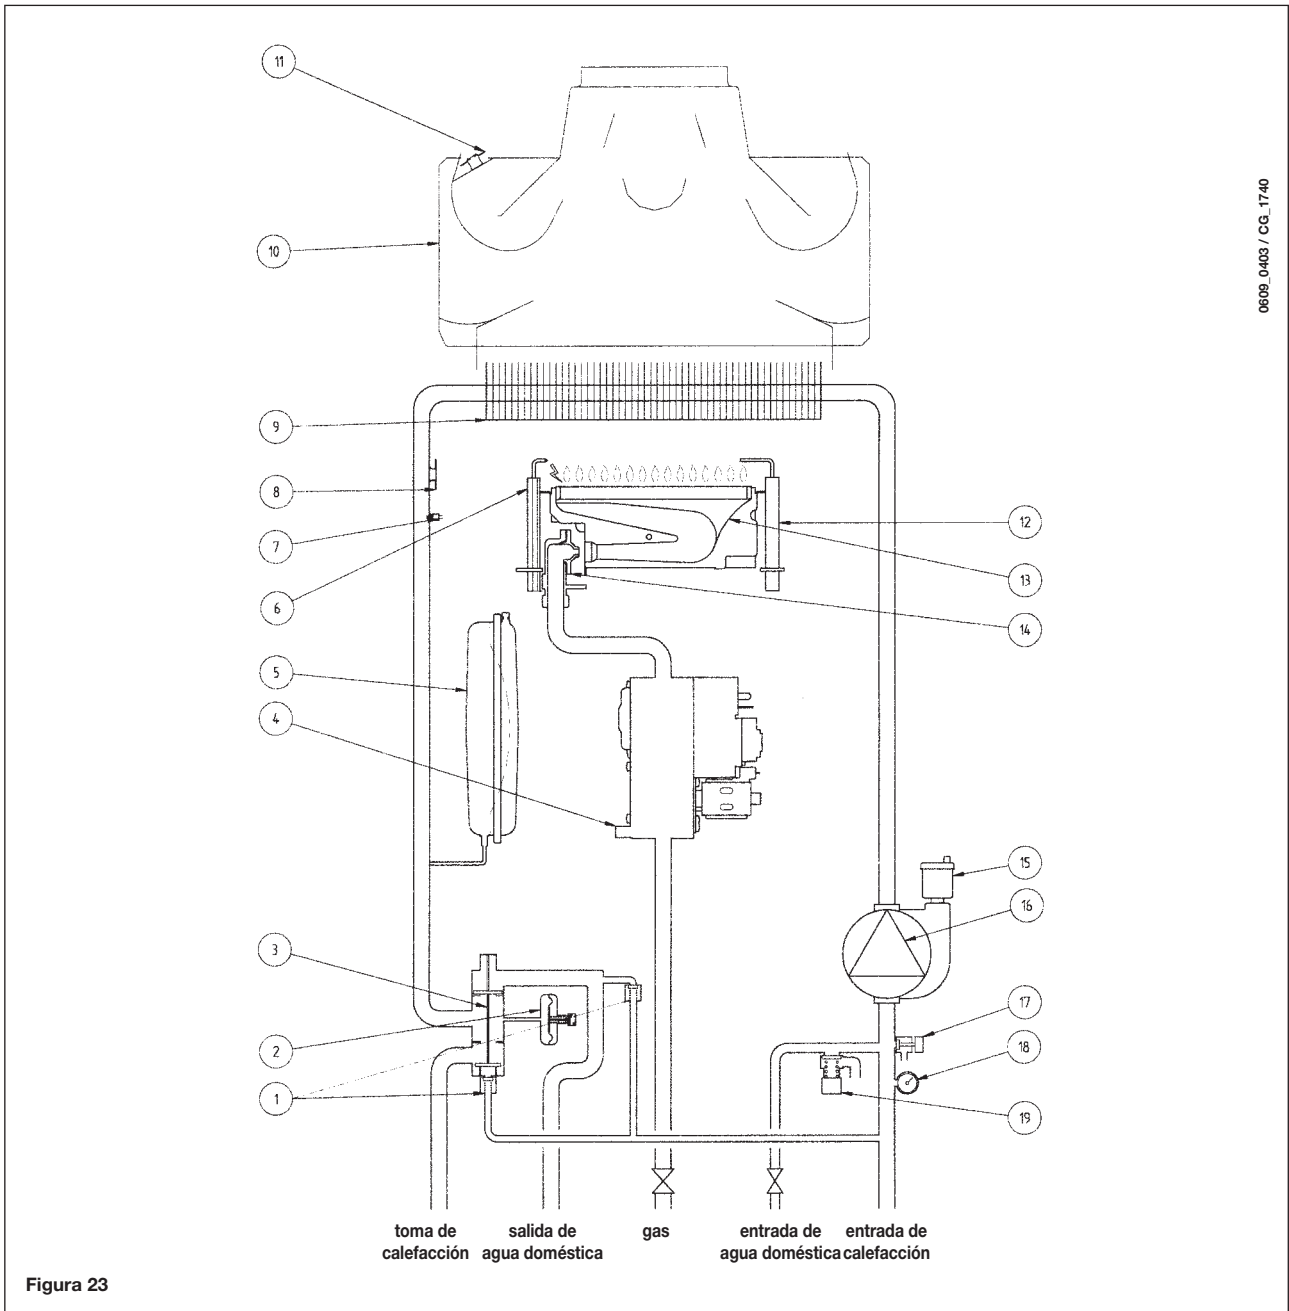 11
0609_0403 / CG_1740
10
9
8
7
6
12
13
14
5
4
15
16
3
17
2
18
1
19
toma de calefacción
salida de agua doméstica
gas
entrada de agua doméstica
entrada de calefacción
Figura 23